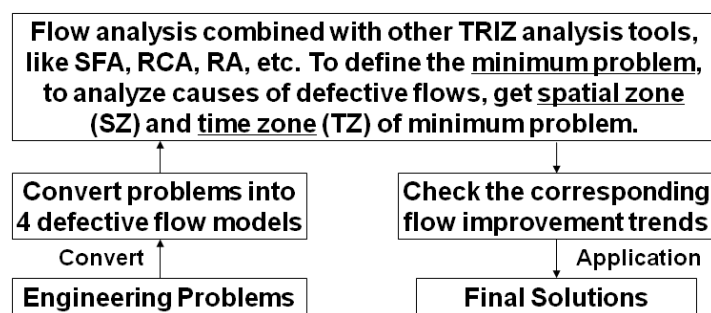 Flow analysis combined with other TRIZ analysis tools,
like SFA, RCA, RA, etc. To define the minimum problem,
to analyze causes of defective flows, get spatial zone
(SZ) and time zone (TZ) of minimum problem.
Convert problems into
4 defective flow models
Check the corresponding
flow improvement trends
Convert
Application
Engineering Problems
Final Solutions